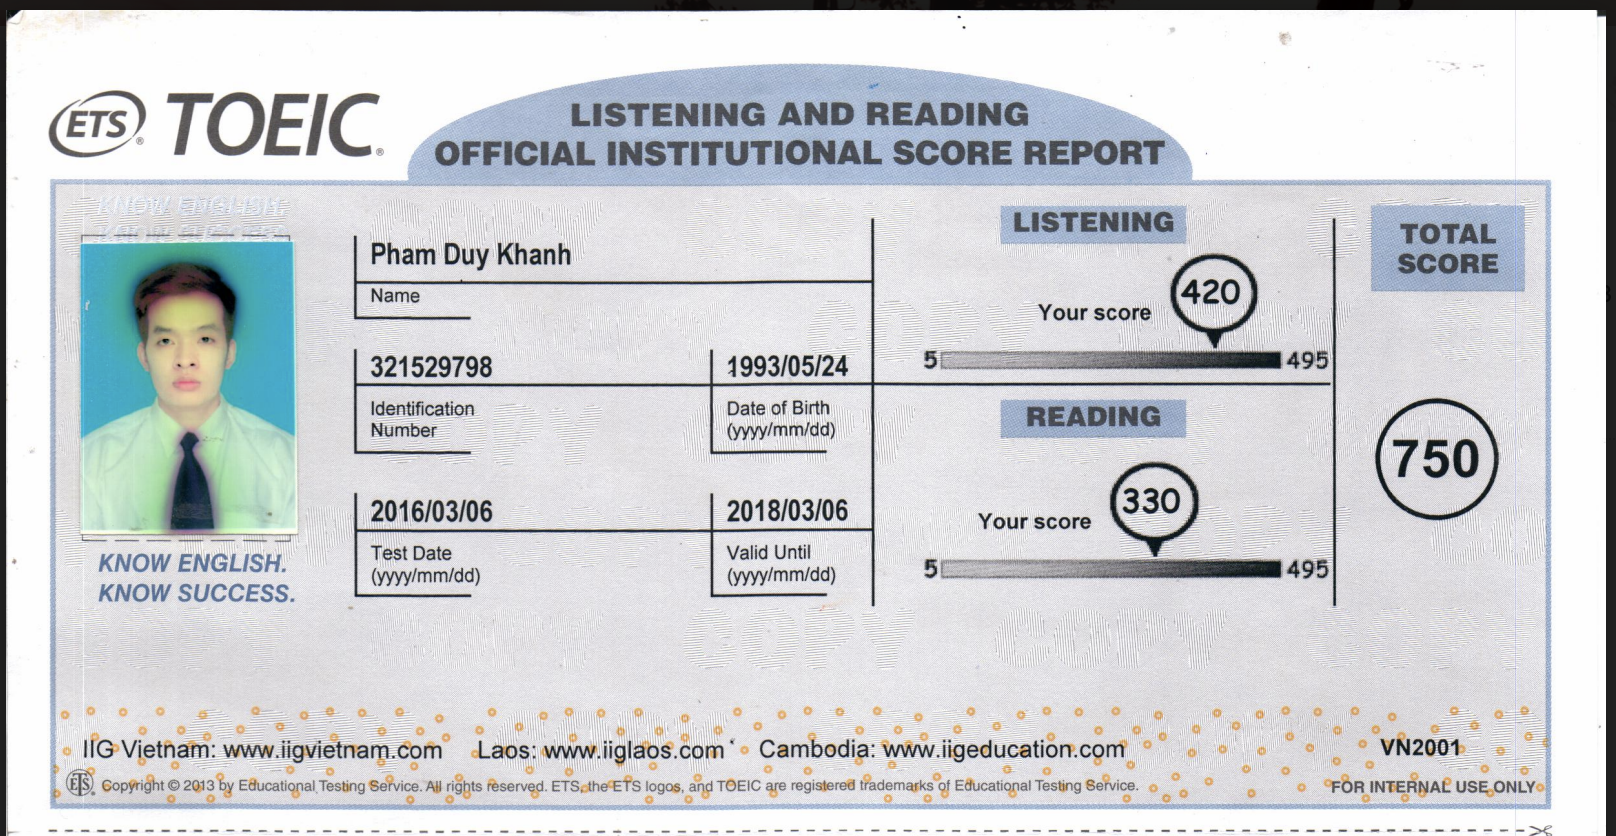 ETS® TOEIC®
LISTENING AND READING
OFFICIAL INSTITUTIONAL SCORE REPORT
KNOW ENGLISH.
KNOW SUCCESS.
Pham Duy Khanh
Name
321529798
Identification
Number
1993/05/24
Date of Birth
(yyyy/mm/dd)
2016/03/06
Test Date
(yyyy/mm/dd)
2018/03/06
Valid Until
(yyyy/mm/dd)
LISTENING
Your score 420
5 495
READING
Your score 330
5 495
TOTAL
SCORE
750
COPY COPY COPY
IIG Vietnam: www.iigvietnam.com Laos: www.iiglaos.com Cambodia: www.iigeducation.com VN2001
ETS® Copyright © 2013 by Educational Testing Service. All rights reserved. ETS, the ETS logos, and TOEIC are registered trademarks of Educational Testing Service. FOR INTERNAL USE ONLY